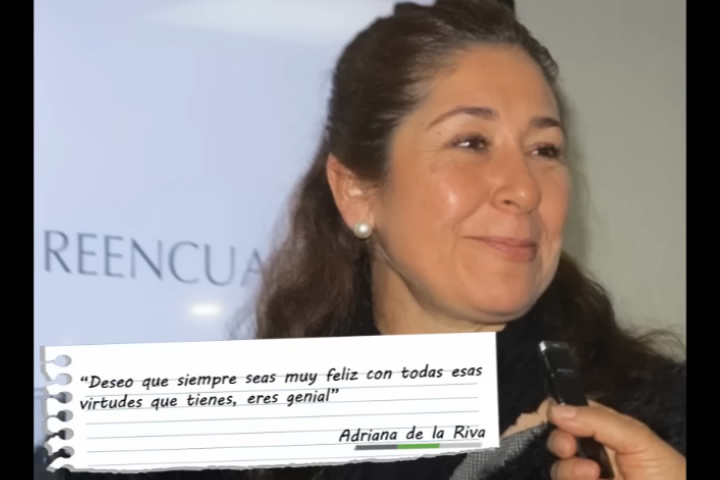 REENCUA
“Deseo que siempre seas muy feliz con todas esas
virtudes que tienes, eres genial”
Adriana de la Riva